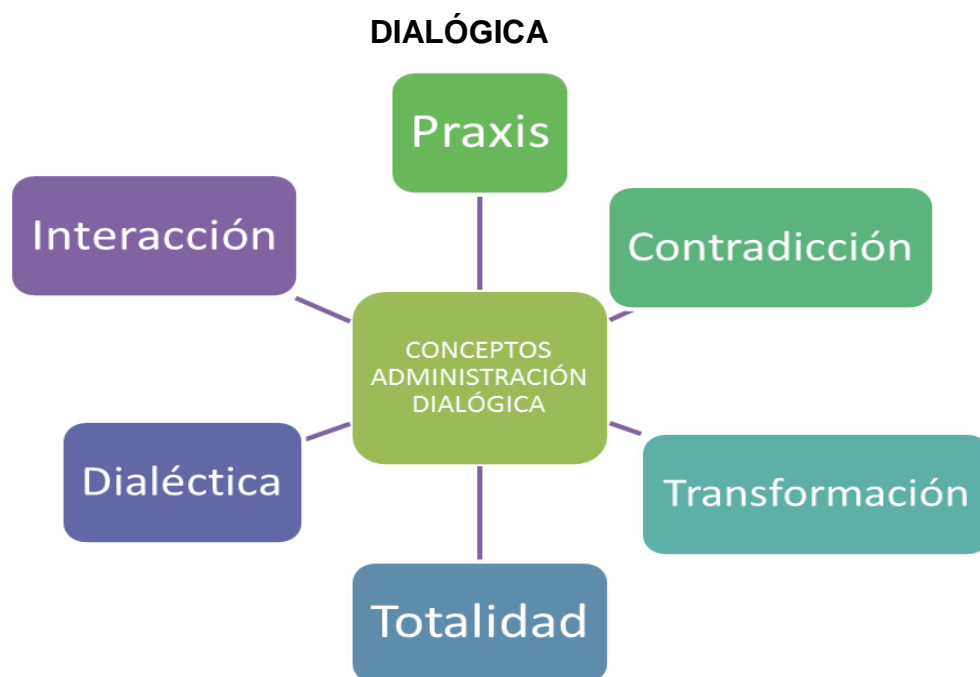 DIALÓGICA
Praxis
Interacción
Contradicción
CONCEPTOS
ADMINISTRACIÓN
DIALÓGICA
Dialéctica
Transformación
Totalidad